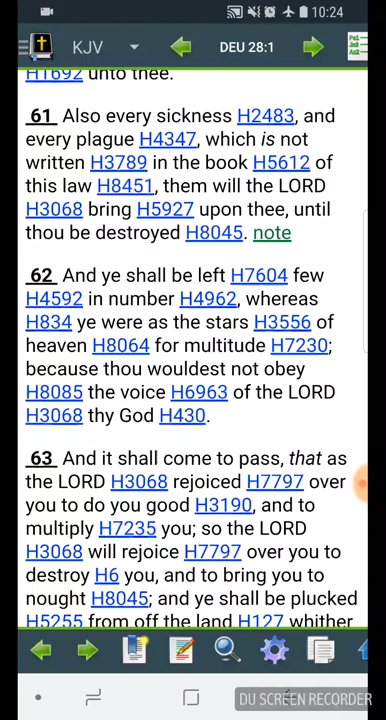 10:24
KJV
DEU 28:1
H1692 unto thee.
61 Also every sickness H2483, and
every plague H4347, which is not
written H3789 in the book H5612 of
this law H8451, them will the LORD
H3068 bring H5927 upon thee, until
thou be destroyed H8045. note
62 And ye shall be left H7604 few
H4592 in number H4962, whereas
H834 ye were as the stars H3556 of
heaven H8064 for multitude H7230;
because thou wouldest not obey
H8085 the voice H6963 of the LORD
H3068 thy God H430.
63 And it shall come to pass, that as
the LORD H3068 rejoiced H7797 over
you to do you good H3190, and to
multiply H7235 you; so the LORD
H3068 will rejoice H7797 over you to
destroy H6 you, and to bring you to
nought H8045; and ye shall be plucked
H5255 from off the land H127 whither
DU SCREEN RECORDER